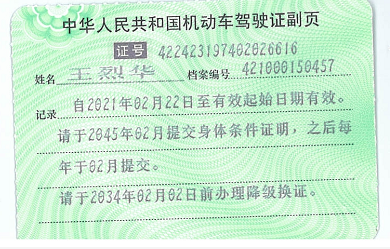 中华人民共和国机动车驾驶证副页
证号 422423197402026616
姓名 王烈华 档案编号 421000150457
记录 自2021年02月22日至有效起始日期有效。
请于2045年02月提交身体条件证明，之后每
年于02月提交。
请于2034年02月02日前办理降级换证。